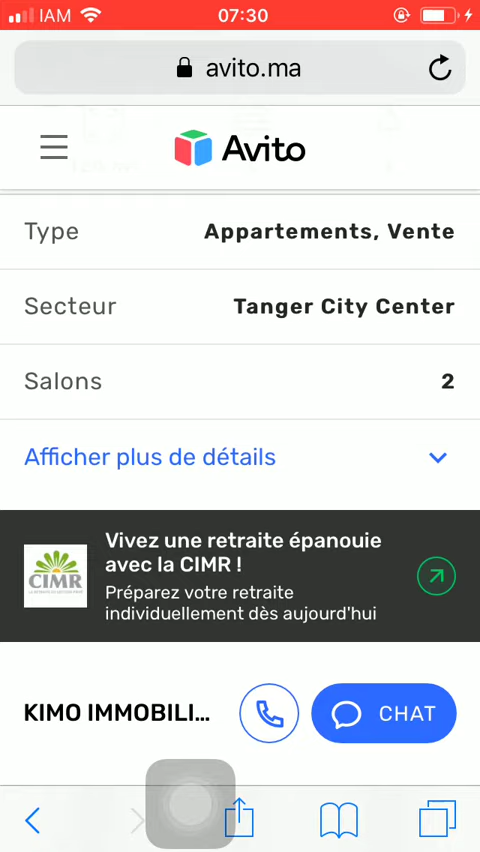 IAM 07:30
avito.ma
Avito
Type Appartements, Vente
Secteur Tanger City Center
Salons 2
Afficher plus de détails
Vivez une retraite épanouie
avec la CIMR !
CIMR
Préparez votre retraite
individuellement dès aujourd'hui
KIMO IMMOBILI... CHAT